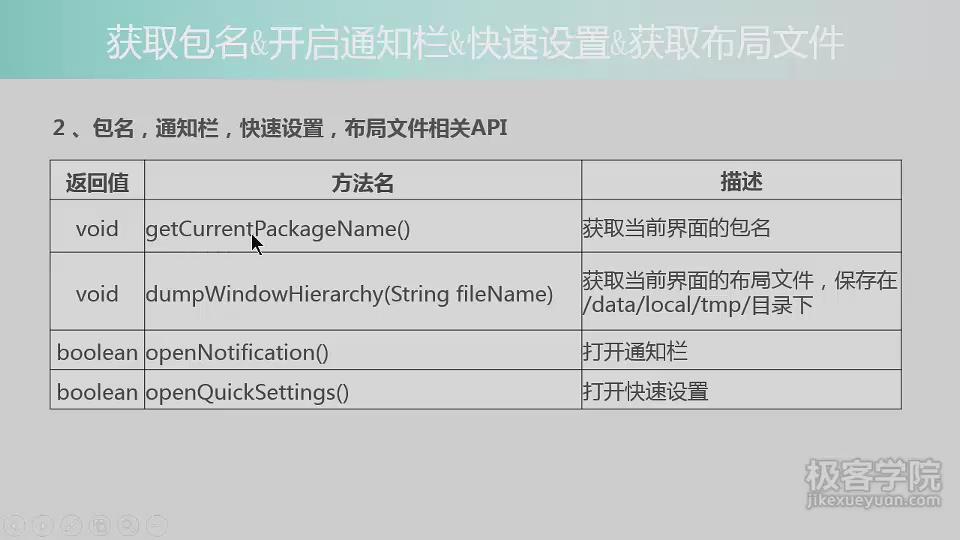 获取包名&开启通知栏&快速设置&获取布局文件
2、包名，通知栏，快速设置，布局文件相关API
返回值 方法名 描述
void getCurrentPackageName() 获取当前界面的包名
void dumpWindowHierarchy(String fileName) 获取当前界面的布局文件，保存在
/data/local/tmp/目录下
boolean openNotification() 打开通知栏
boolean openQuickSettings() 打开快速设置
极客学院
jikexueyuan.com